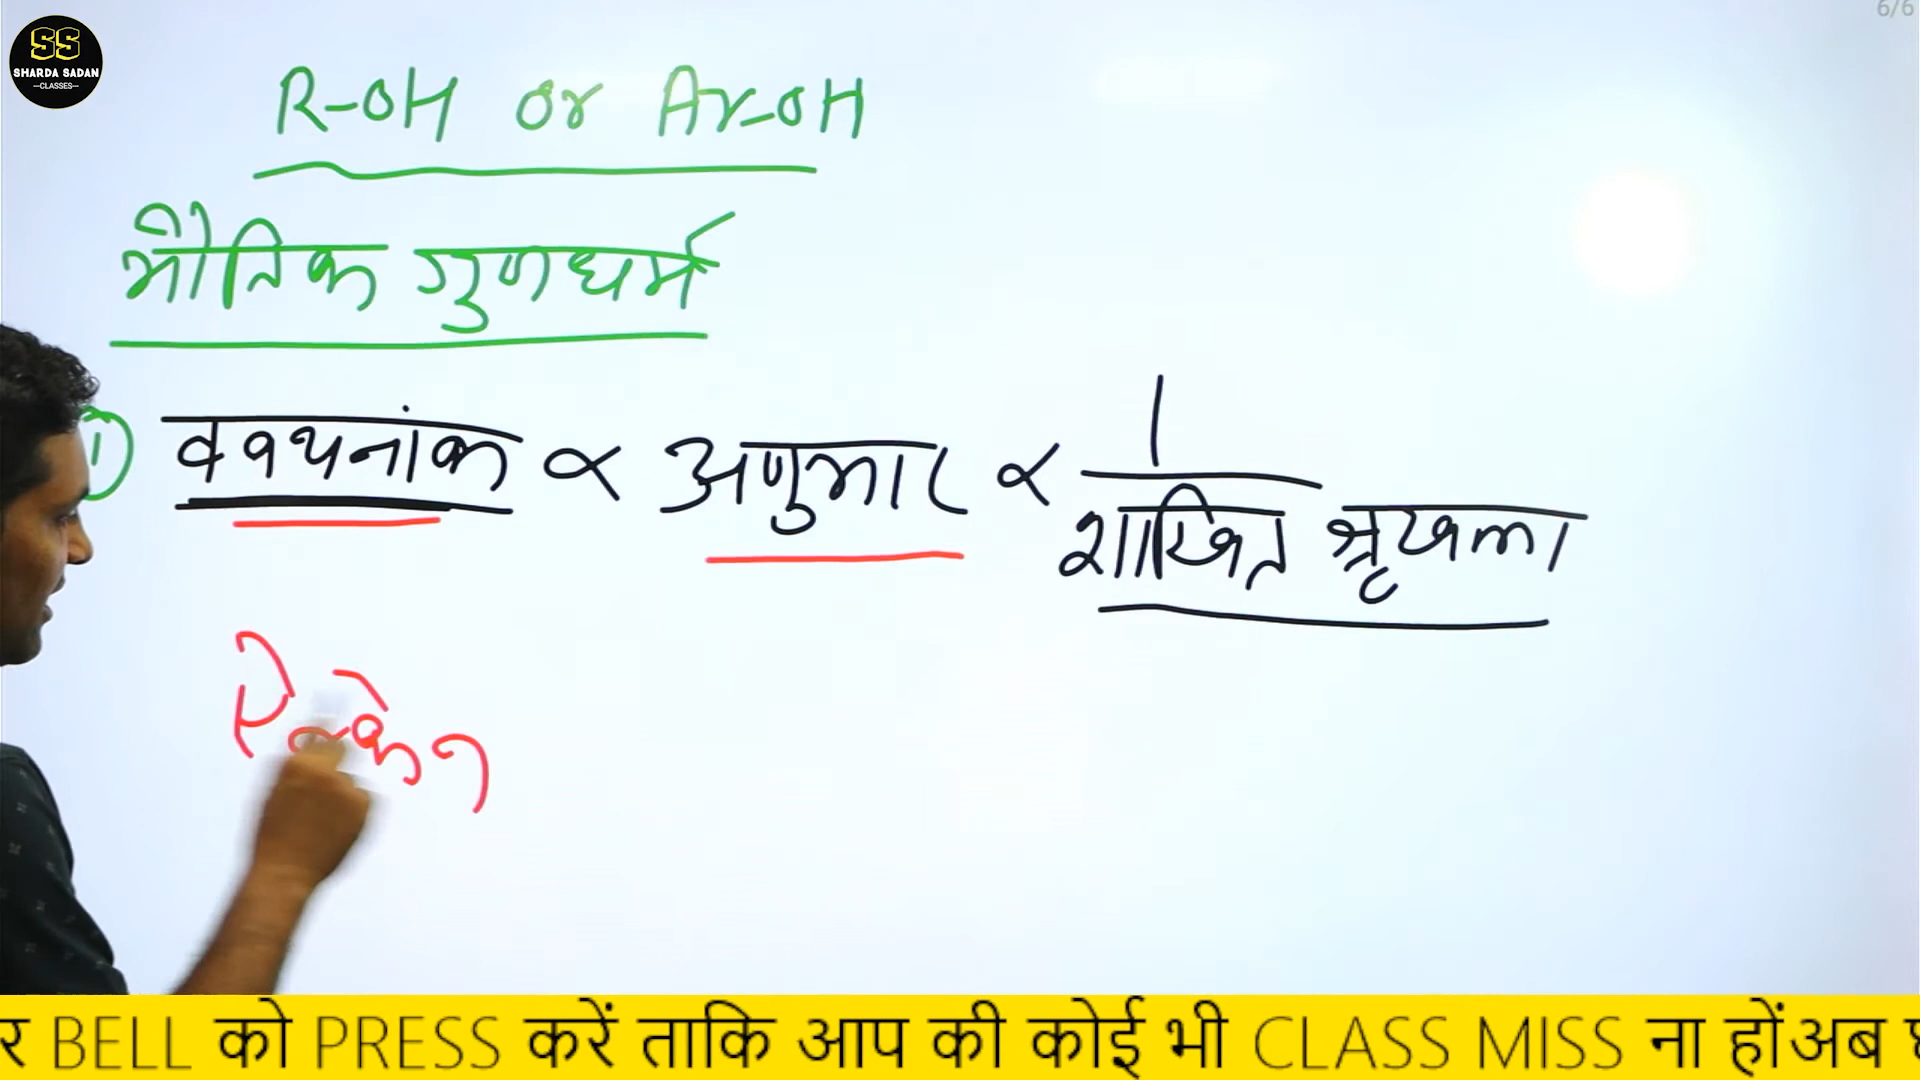 6/6
SS
SHARDA SADAN
—CLASSES—
R-OH or Ar-OH
भौतिक गुणधर्म
① क्वथनांक ∝ अणुभार ∝ 1
शाखित श्रृंखला
र BELL को PRESS करें ताकि आप की कोई भी CLASS MISS ना हों अब